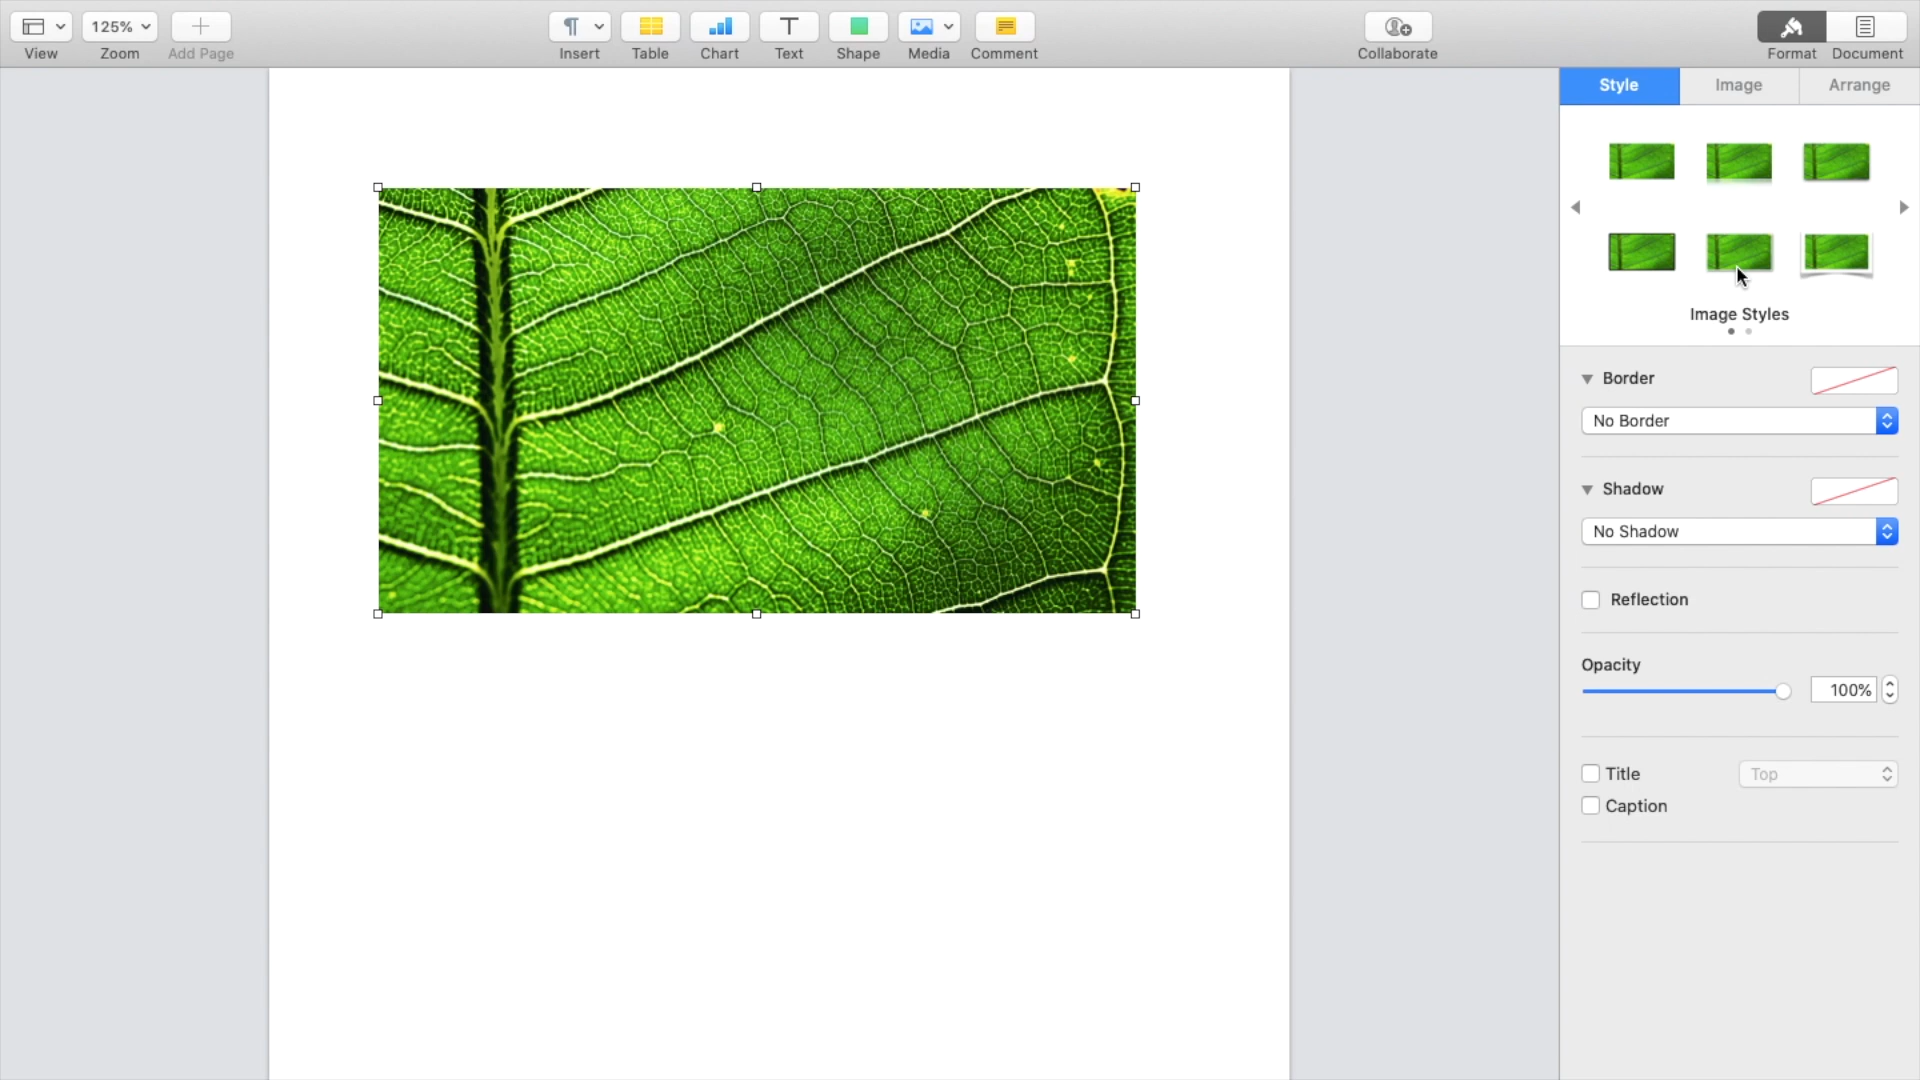 125%
View
Zoom
Add Page
Insert
Table
Chart
T
Text
Shape
Media
Comment
Collaborate
Format
Document
Style
Image
Arrange
Image Styles
Border
No Border
Shadow
No Shadow
Reflection
Opacity
100%
Title
Top
Caption